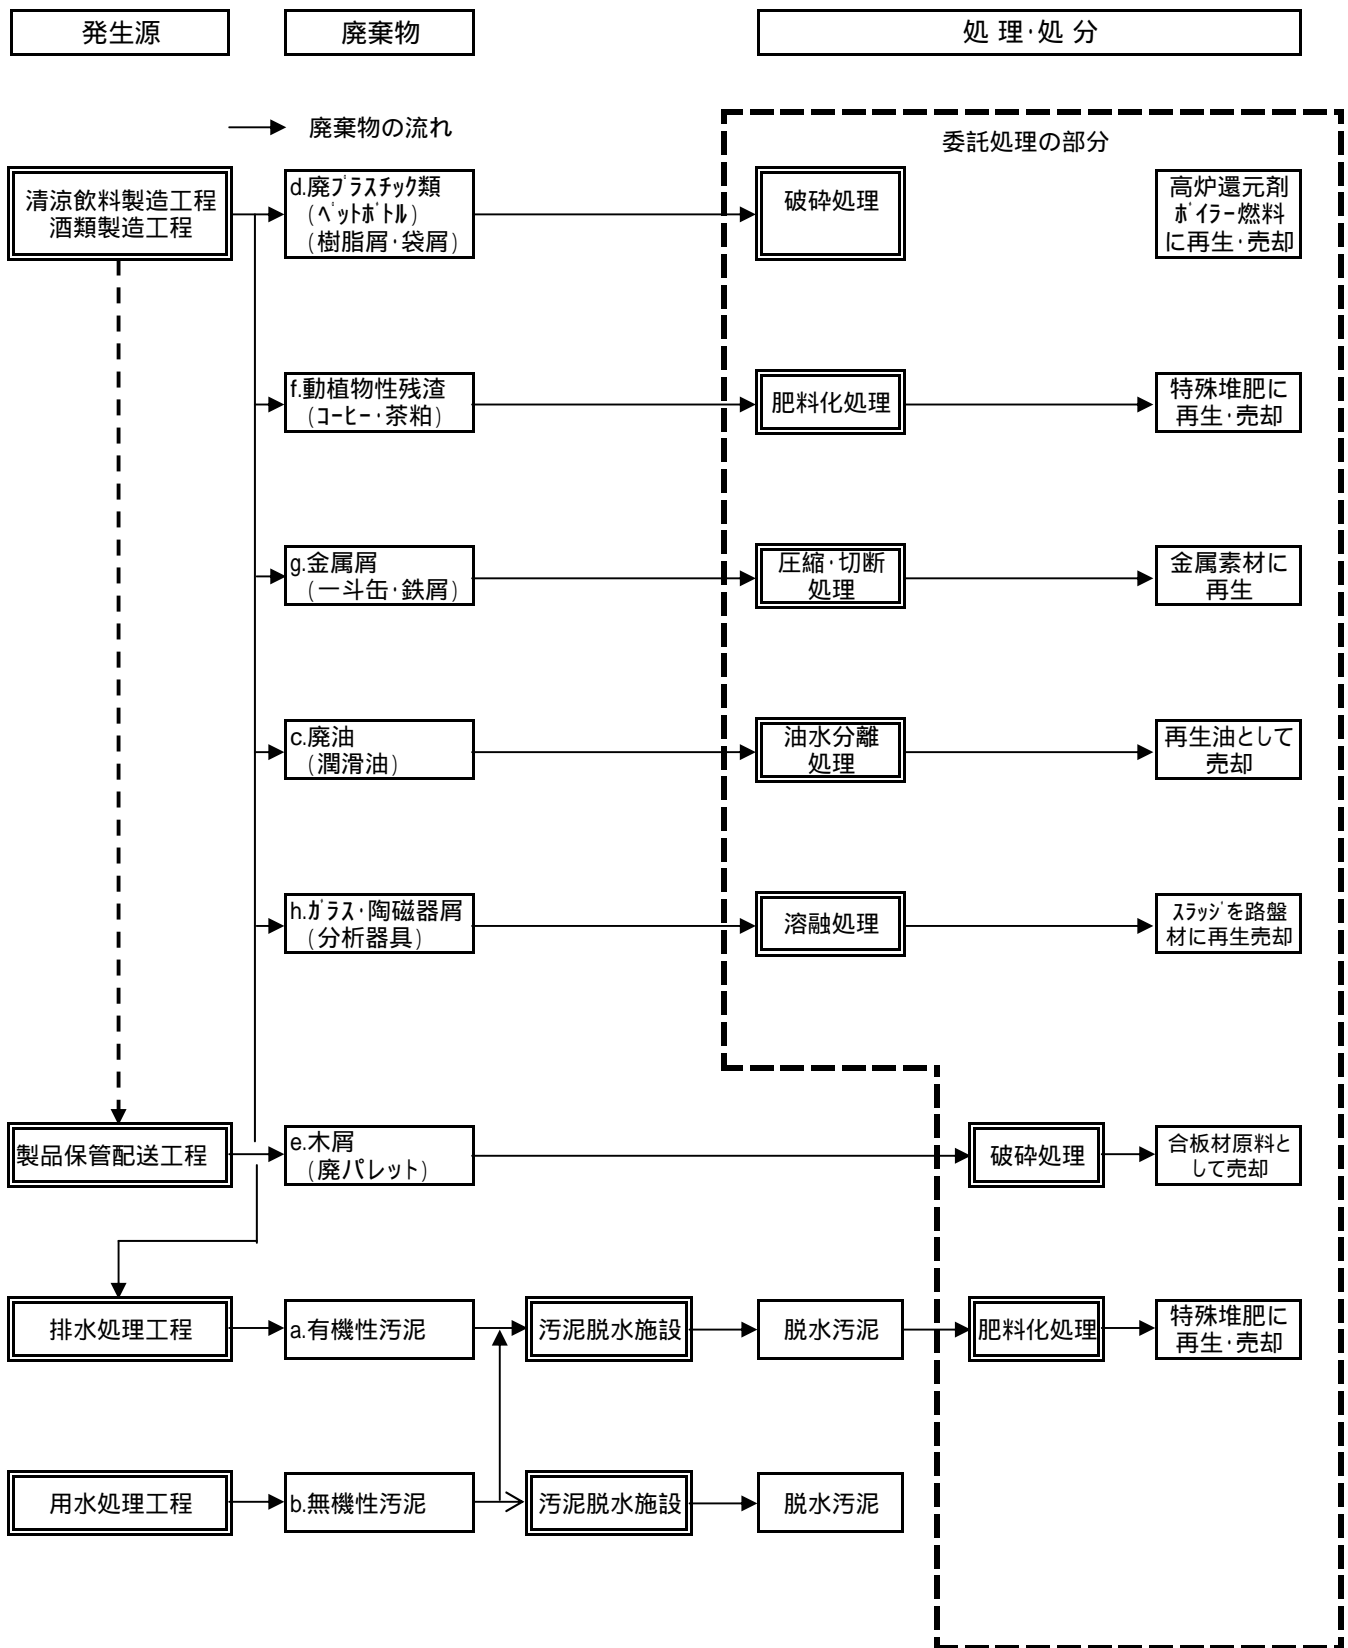 発生源
廃棄物
処 理・処 分
廃棄物の流れ
委託処理の部分
清涼飲料製造工程
酒類製造工程
d.廃ﾌﾟﾗｽﾁｯｸ類
(ﾍﾟｯﾄﾎﾞﾄﾙ)
(樹脂屑・袋屑)
破砕処理
高炉還元剤
ﾎﾞｲﾗｰ燃料
に再生・売却
f.動植物性残渣
(ｺｰﾋｰ・茶粕)
肥料化処理
特殊堆肥に
再生・売却
g.金属屑
(一斗缶・鉄屑)
圧縮・切断
処理
金属素材に
再生
c.廃油
(潤滑油)
油水分離
処理
再生油として
売却
h.ｶﾞﾗｽ・陶磁器屑
(分析器具)
溶融処理
ｽﾗｯｼﾞを路盤
材に再生売却
製品保管配送工程
e.木屑
(廃パレット)
破砕処理
合板材原料と
して売却
排水処理工程
a.有機性汚泥
汚泥脱水施設
脱水汚泥
肥料化処理
特殊堆肥に
再生・売却
用水処理工程
b.無機性汚泥
汚泥脱水施設
脱水汚泥